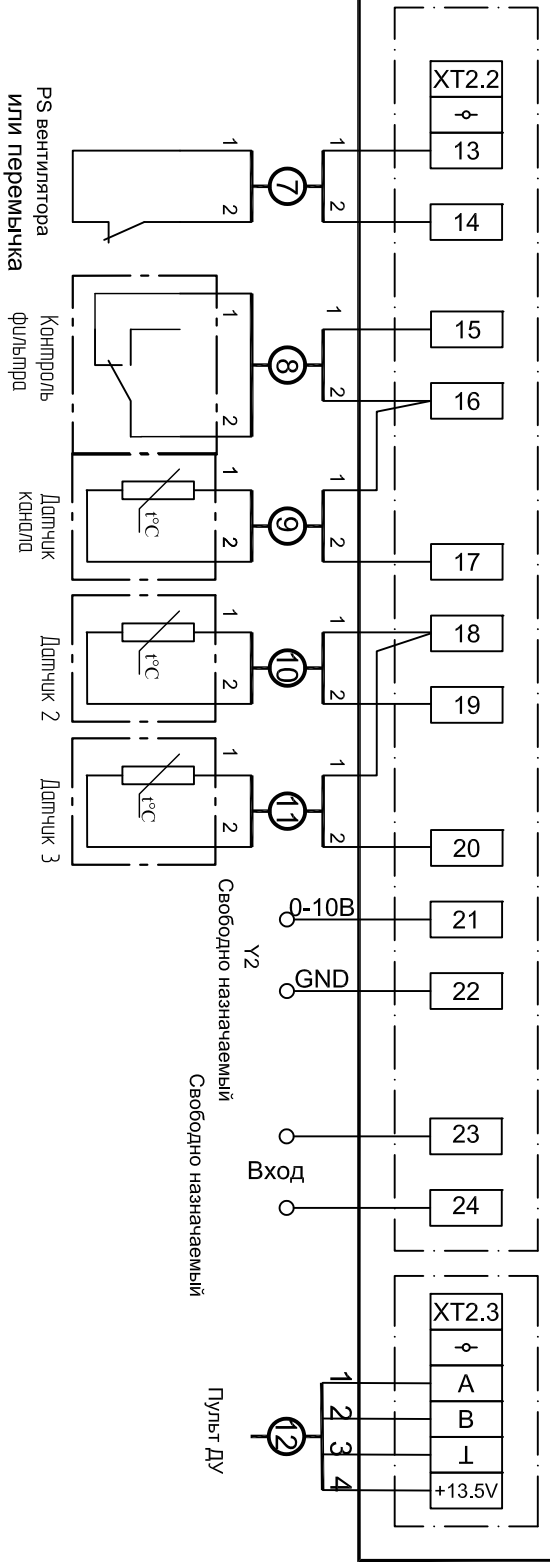 XT2.2
13
14
15
16
17
18
19
20
21
22
23
24
XT2.3
A
B
⊥
+13.5V
1
2
7
1
2
PS вентилятора
или перемычка
1
2
8
1
2
Контроль
фильтра
1
2
9
1
2
t°C
Датчик
канала
1
2
10
1
2
t°C
Датчик 2
1
2
11
1
2
t°C
Датчик 3
0-10В
GND
Y2
Свободно назначаемый
Вход
Свободно назначаемый
1
2
3
4
12
Пульт ДУ